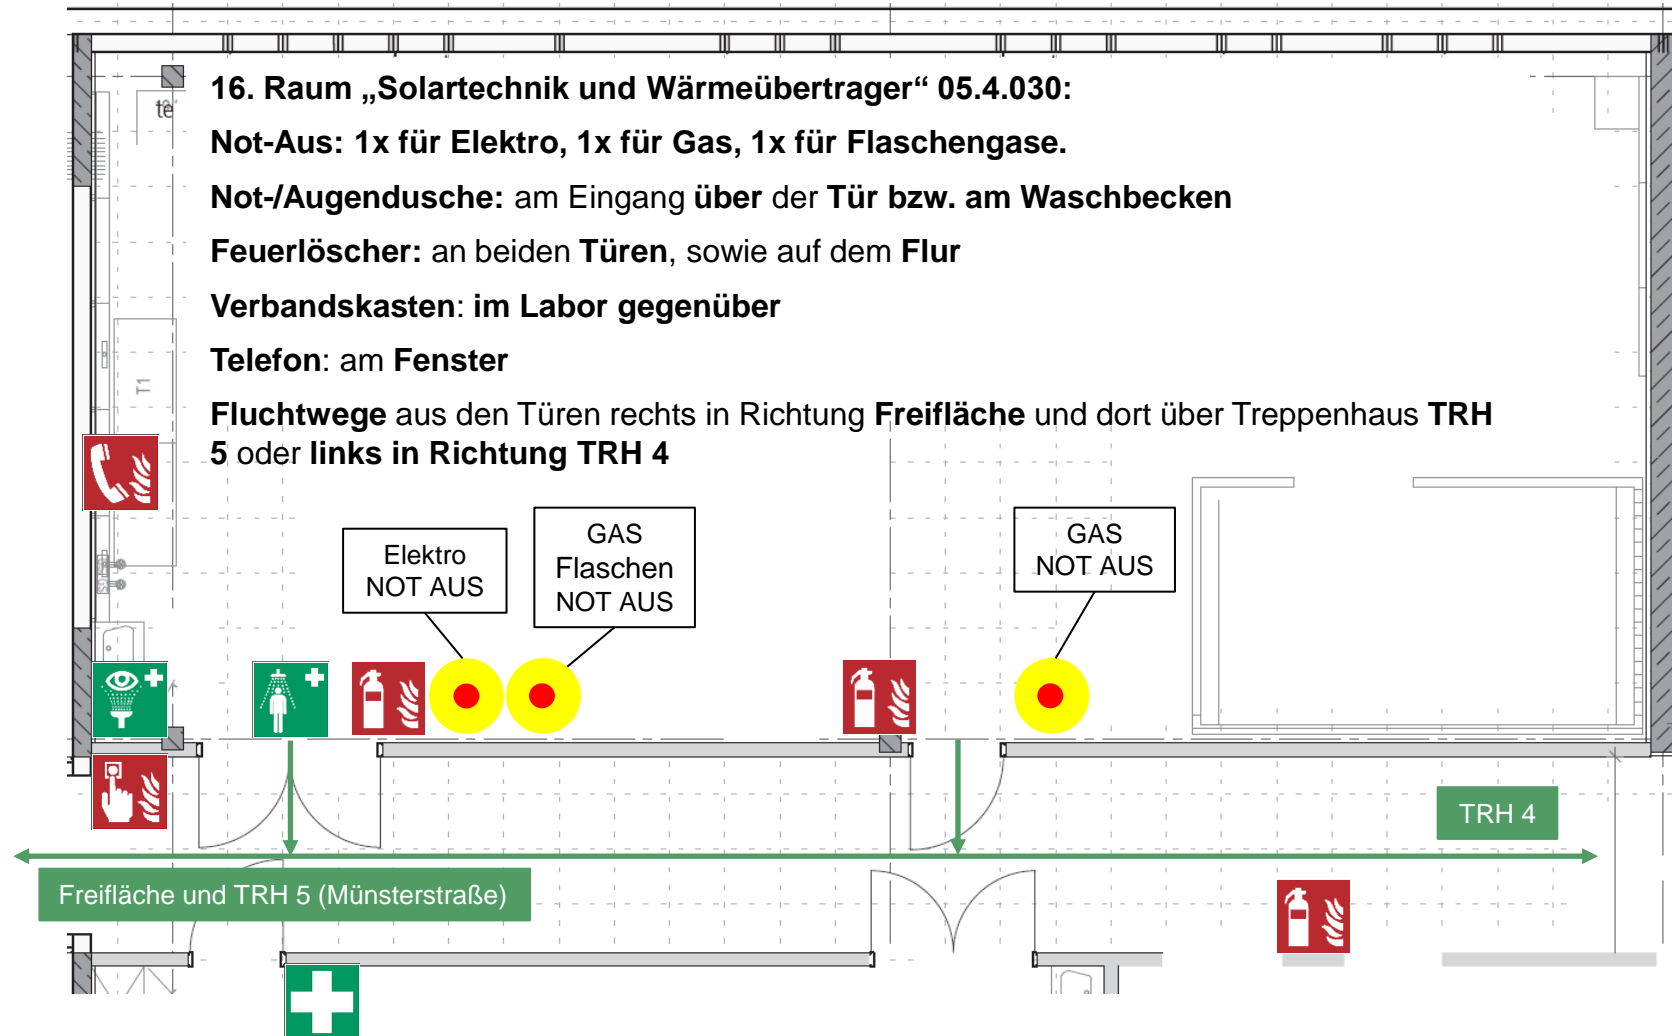 16. Raum „Solartechnik und Wärmeübertrager“ 05.4.030:
Not-Aus: 1x für Elektro, 1x für Gas, 1x für Flaschengase.
te
Not-/Augendusche: am Eingang über der Tür bzw. am Waschbecken
Feuerlöscher: an beiden Türen, sowie auf dem Flur
Verbandskasten: im Labor gegenüber
Telefon: am Fenster
T1
Fluchtwege aus den Türen rechts in Richtung Freifläche und dort über Treppenhaus TRH
5 oder links in Richtung TRH 4
Elektro
NOT AUS
GAS
Flaschen
NOT AUS
GAS
NOT AUS
TRH 4
Freifläche und TRH 5 (Münsterstraße)